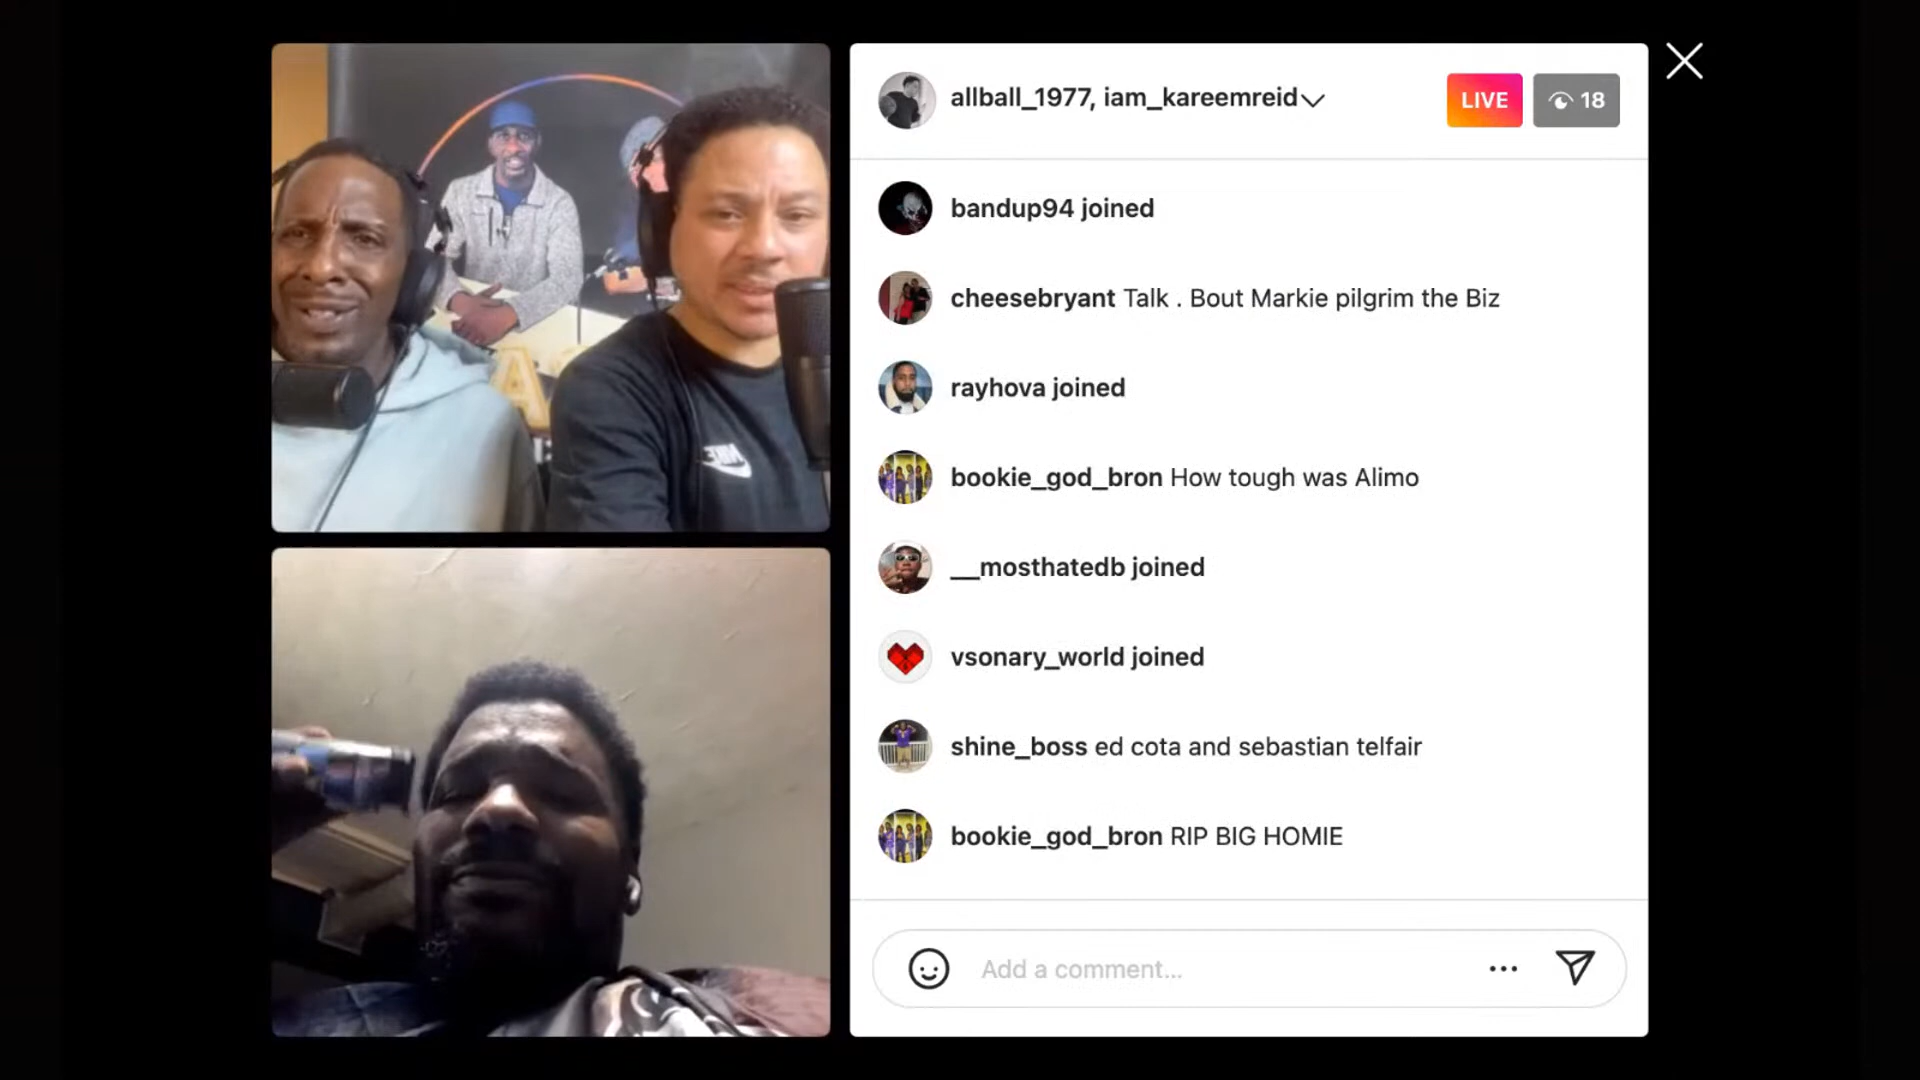 allball_1977, iam_kareemreid
LIVE
18
bandup94 joined
cheesebryant Talk . Bout Markie pilgrim the Biz
rayhova joined
bookie_god_bron How tough was Alimo
__mosthatedb joined
vsonary_world joined
shine_boss ed cota and sebastian telfair
bookie_god_bron RIP BIG HOMIE
Add a comment...
NIKE